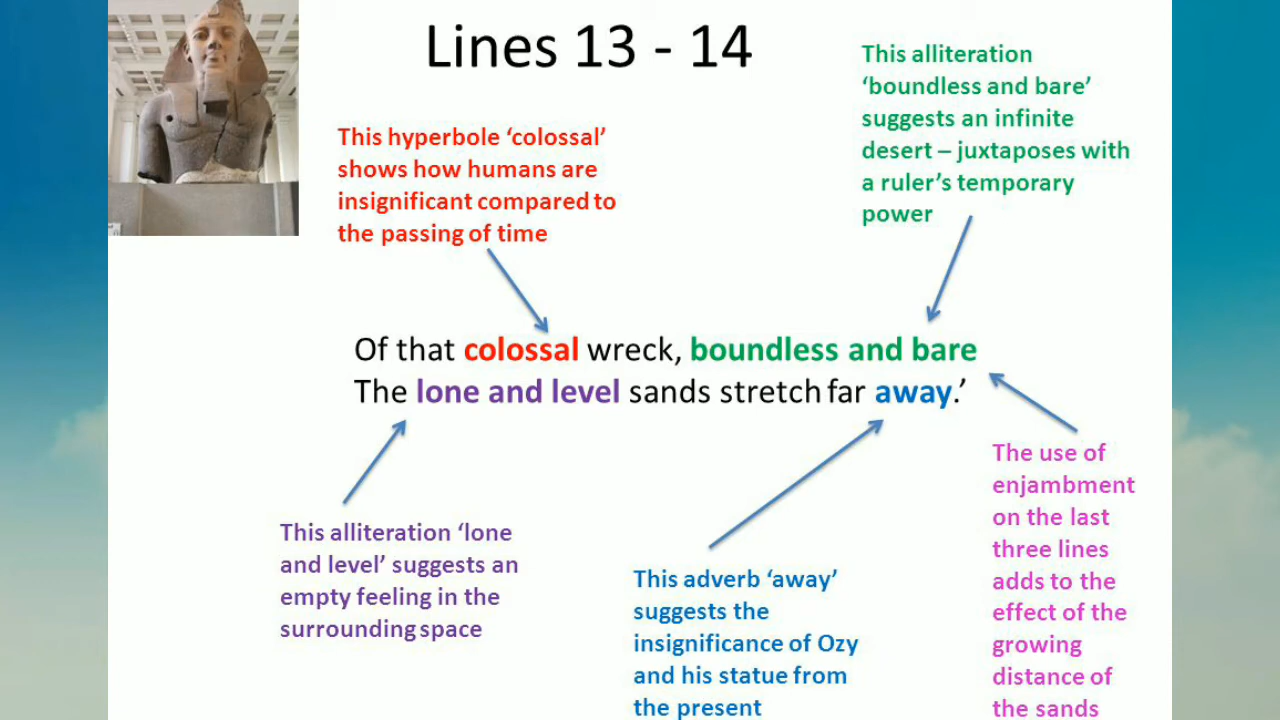 Lines 13 - 14
This hyperbole ‘colossal’
shows how humans are
insignificant compared to
the passing of time
This alliteration
‘boundless and bare’
suggests an infinite
desert – juxtaposes with
a ruler’s temporary
power
Of that colossal wreck, boundless and bare
The lone and level sands stretch far away.’
This alliteration ‘lone
and level’ suggests an
empty feeling in the
surrounding space
This adverb ‘away’
suggests the
insignificance of Ozy
and his statue from
the present
The use of
enjambment
on the last
three lines
adds to the
effect of the
growing
distance of
the sands